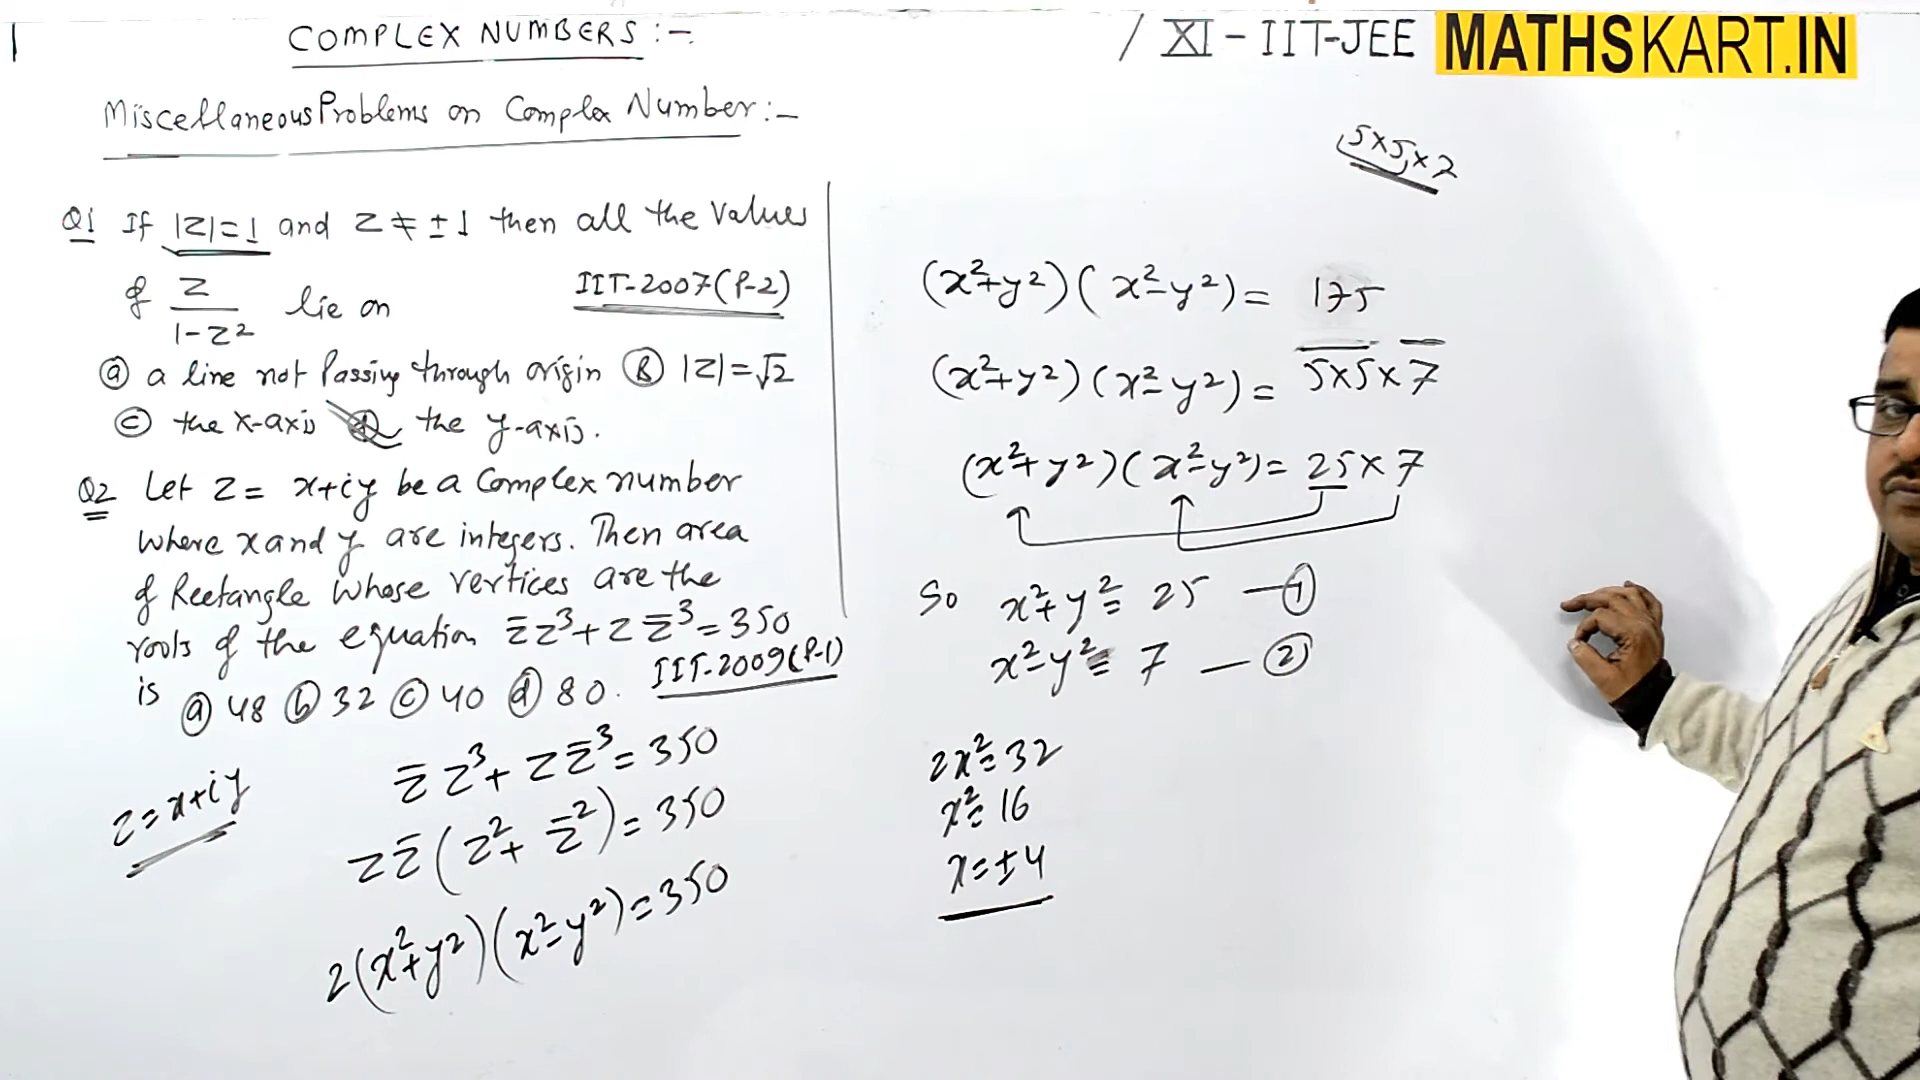 COMPLEX NUMBERS:-
/ XI - IIT-JEE MATHSKART.IN
Miscellaneous Problems on Complex Number:-
Q1 If |Z|=1 and Z ≠ ±1 then all the values
of Z/(1-Z²) lie on IIT-2007(P-2)
ⓐ a line not Passing through origin ⓑ |Z|=√2
ⓒ the X-axis ⓓ the y-axis.
Q2 Let Z = x+iy be a Complex number
where x and y are integers. Then area
of Rectangle whose vertices are the
roots of the equation z̄z³+z z̄³=350
IIT-2009(P-1)
is ⓐ 48 ⓑ 32 ⓒ 40 ⓓ 80.
z=x+iy
z̄ z³+ z z̄³=350
z z̄(z²+ z̄²)=350
2(x²+y²)(x²-y²)=350
5×5×2
(x²+y²)(x²-y²)= 175
(x²+y²)(x²-y²)= 5×5×7
(x²+y²)(x²-y²)= 25×7
So x²+y²= 25 —①
x²-y²= 7 —②
2x²=32
x²=16
x=±4